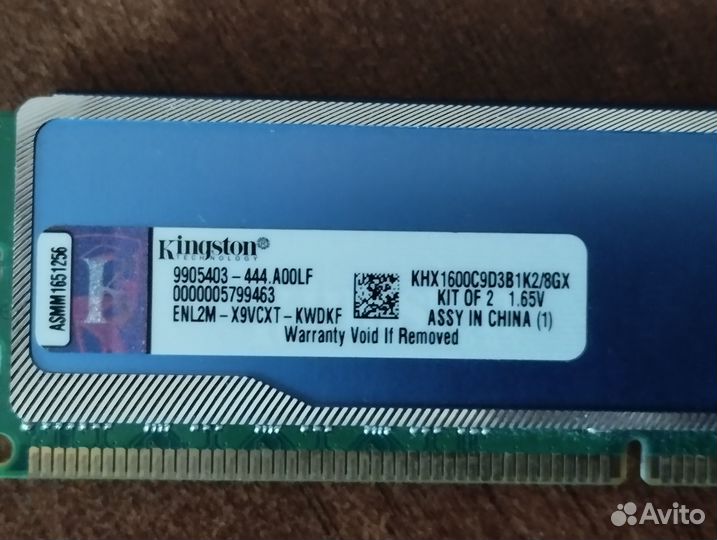 ASMM1651256
Kingston®
TECHNOLOGY
9905403-444.A00LF
0000005799463
ENL2M-X9VCXT-KWDKF
KHX1600C9D3B1K2/8GX
KIT OF 2 1.65V
ASSY IN CHINA (1)
Warranty Void If Removed
Avito